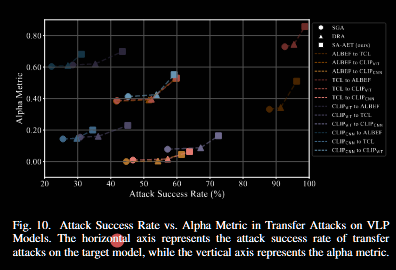 0.80
0.60
0.40
0.20
0.00
Alpha Metric
20 30 40 50 60 70 80 90 100
Attack Success Rate (%)
SGA
DRA
SA-AET (ours)
ALBEF to TCL
ALBEF to CLIPViT
ALBEF to CLIPCNN
TCL to ALBEF
TCL to CLIPViT
TCL to CLIPCNN
CLIPViT to ALBEF
CLIPViT to TCL
CLIPViT to CLIPCNN
CLIPCNN to ALBEF
CLIPCNN to TCL
CLIPCNN to CLIPViT
Fig. 10. Attack Success Rate vs. Alpha Metric in Transfer Attacks on VLP
Models. The horizontal axis represents the attack success rate of transfer
attacks on the target model, while the vertical axis represents the alpha metric.